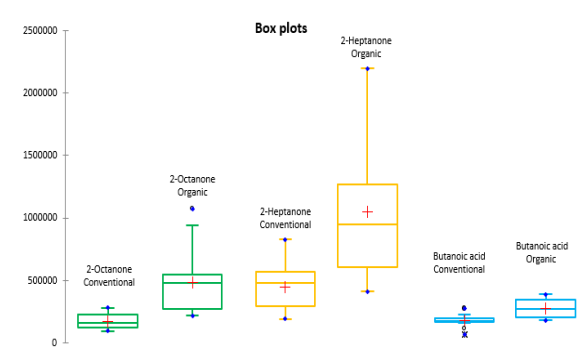 Box plots
2500000
2000000
1500000
1000000
500000
0
2-Octanone
Conventional
2-Octanone
Organic
2-Heptanone
Conventional
2-Heptanone
Organic
Butanoic acid
Conventional
Butanoic acid
Organic